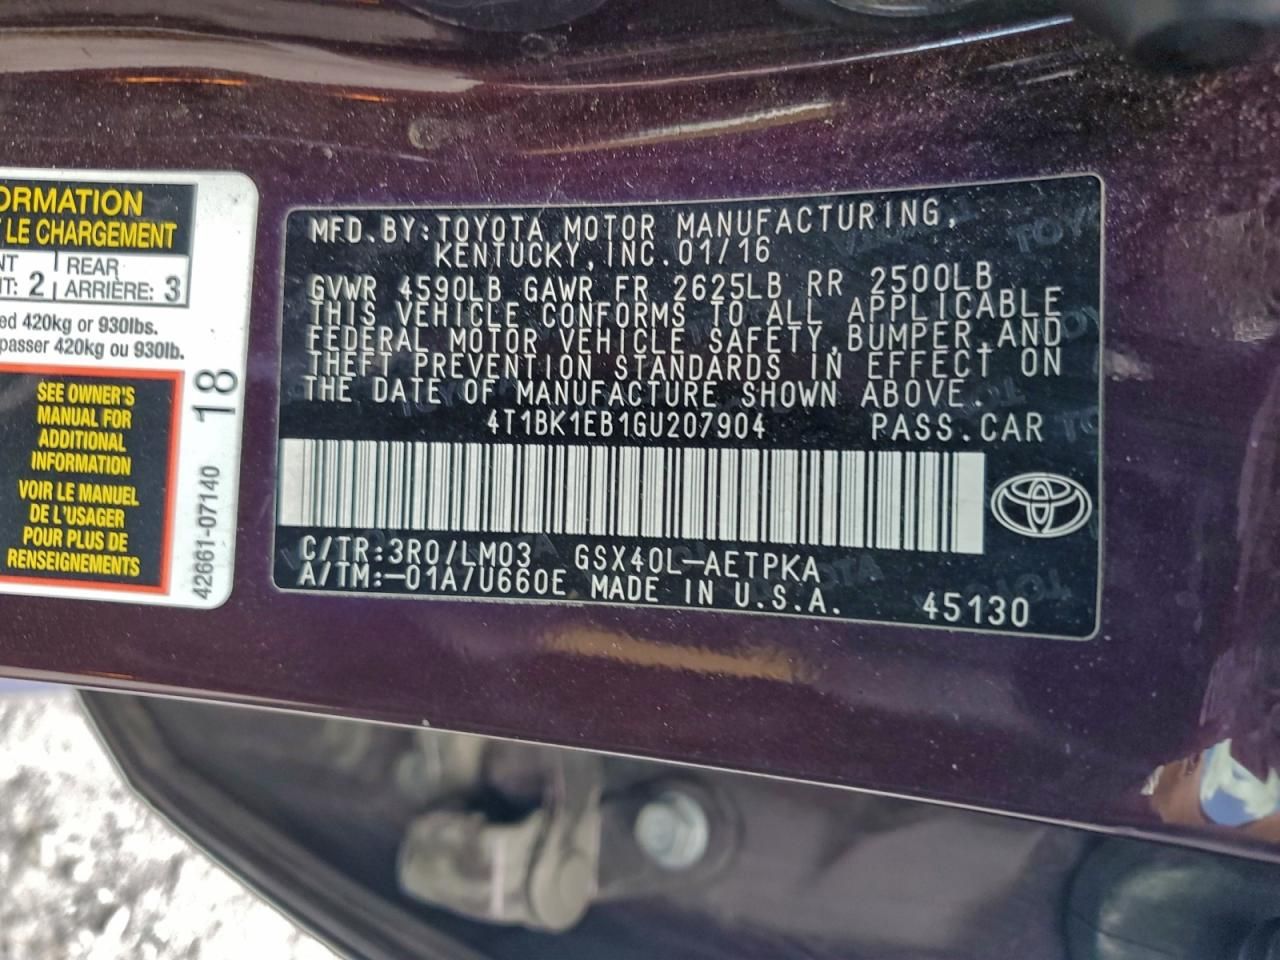 ORMATION
LE CHARGEMENT
NT
REAR
IT: 2
ARRIÈRE: 3
ed 420kg or 930lbs.
passer 420kg ou 930lb.
SEE OWNER'S
MANUAL FOR
ADDITIONAL
INFORMATION
VOIR LE MANUEL
DE L'USAGER
POUR PLUS DE
RENSEIGNEMENTS
42661-07140 18
MFD.BY:TOYOTA MOTOR MANUFACTURING,
KENTUCKY,INC.01/16
GVWR 4590LB GAWR FR 2625LB RR 2500LB
THIS VEHICLE CONFORMS TO ALL APPLICABLE
FEDERAL MOTOR VEHICLE SAFETY,BUMPER,AND
THEFT PREVENTION STANDARDS IN EFFECT ON
THE DATE OF MANUFACTURE SHOWN ABOVE.
4T1BK1EB1GU207904 PASS.CAR
C/TR:3R0/LM03 GSX40L-AETPKA
A/TM:-01A/U660E MADE IN U.S.A. 45130